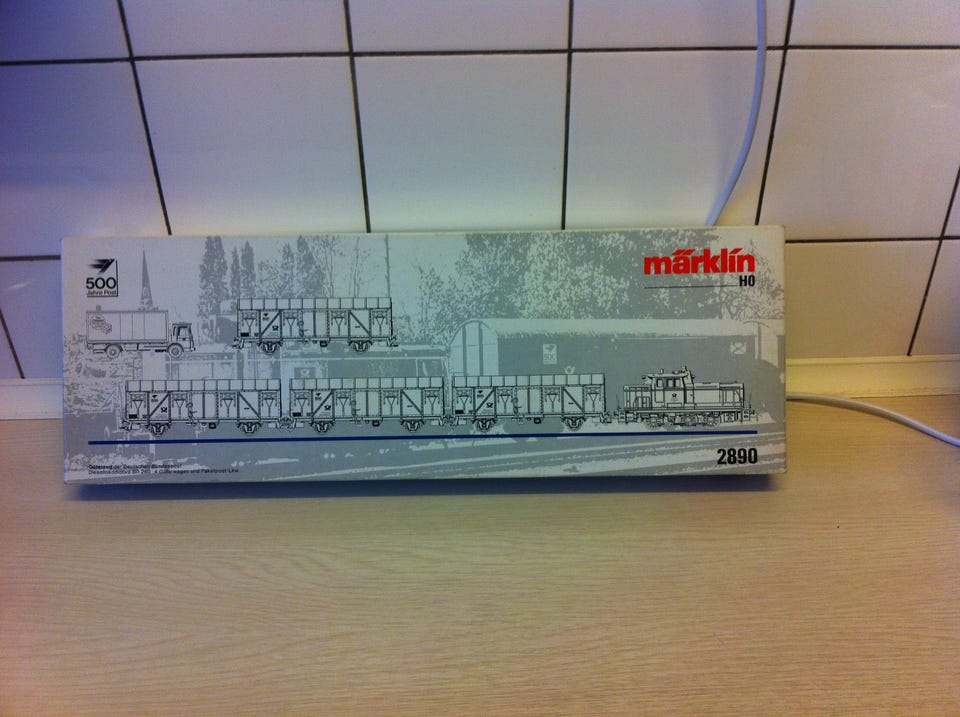 500
Jahre Post
märklin
H0
2890
Güterzug der Deutschen Bundespost
Diesellokomotive BR 260 · 4 Güterwagen und Paketpost-Lkw